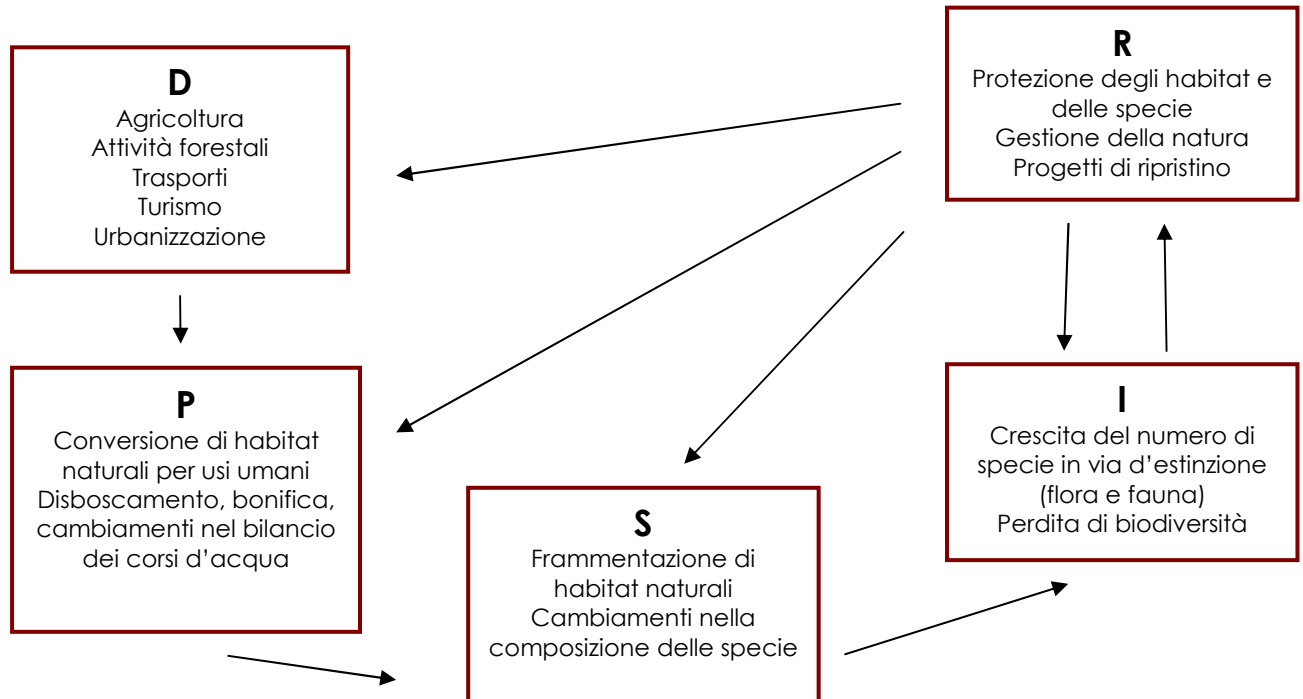 D
Agricoltura
Attività forestali
Trasporti
Turismo
Urbanizzazione
R
Protezione degli habitat e
delle specie
Gestione della natura
Progetti di ripristino
P
Conversione di habitat
naturali per usi umani
Disboscamento, bonifica,
cambiamenti nel bilancio
dei corsi d’acqua
S
Frammentazione di
habitat naturali
Cambiamenti nella
composizione delle specie
I
Crescita del numero di
specie in via d’estinzione
(flora e fauna)
Perdita di biodiversità